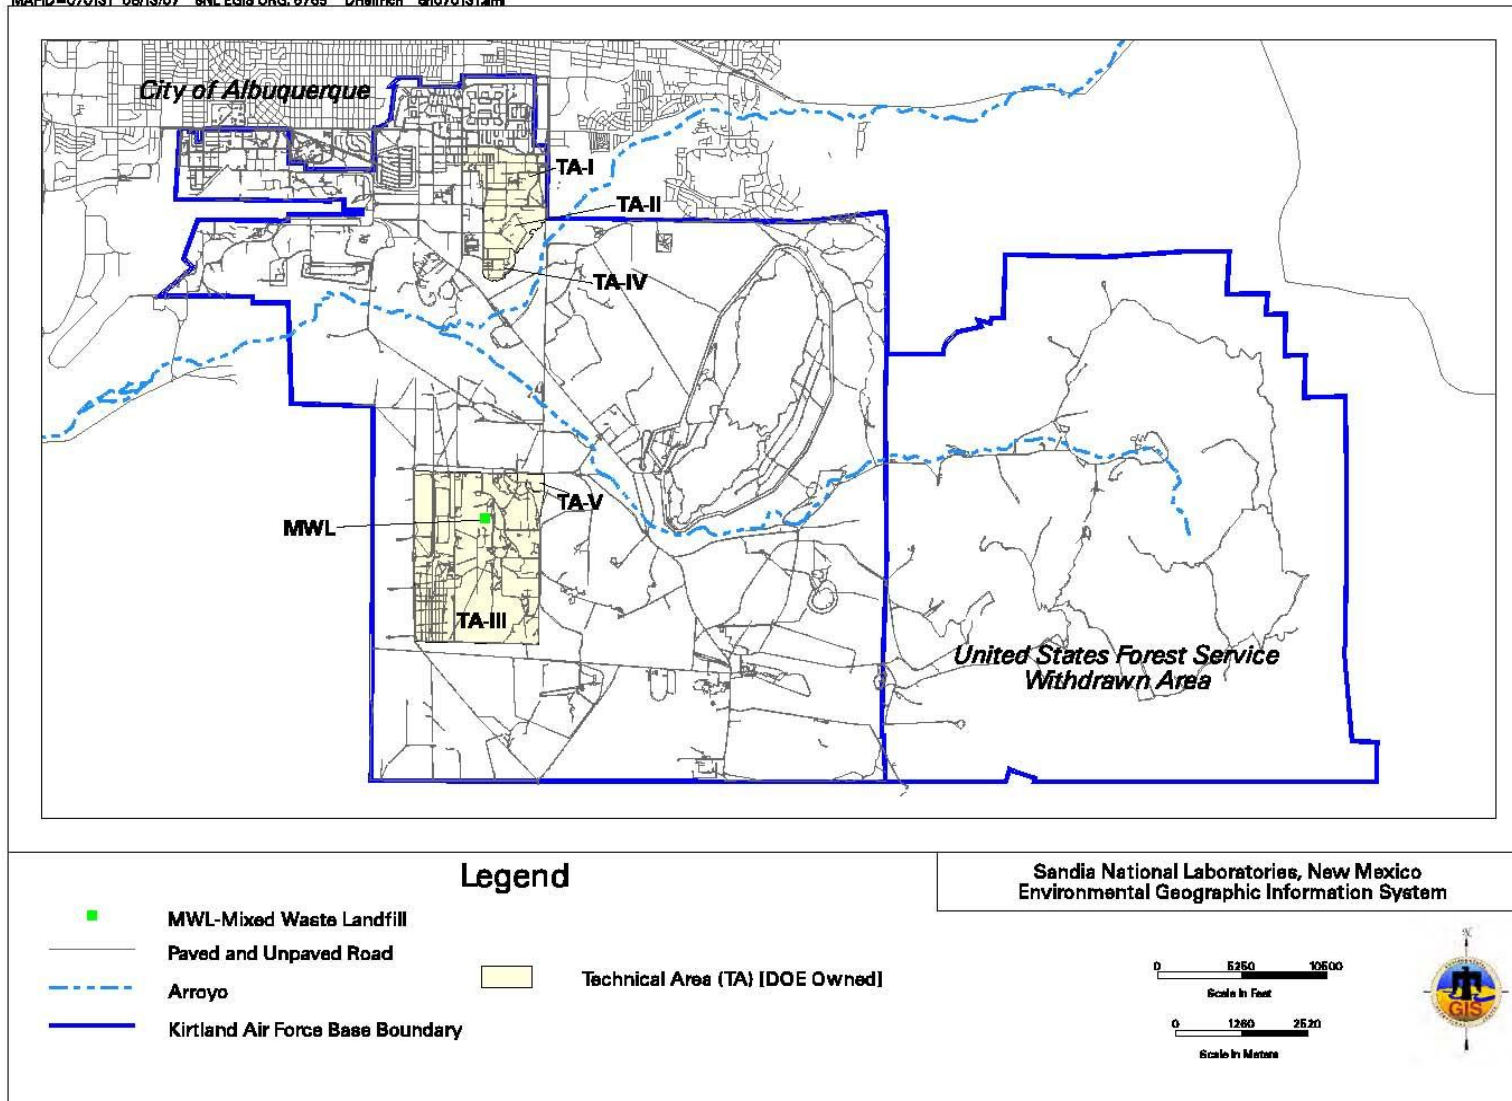 City of Albuquerque
TA-I
TA-II
TA-IV
TA-V
MWL
TA-III
United States Forest Service
Withdrawn Area
Legend
MWL-Mixed Waste Landfill
Paved and Unpaved Road
Arroyo
Kirtland Air Force Base Boundary
Technical Area (TA) [DOE Owned]
Sandia National Laboratories, New Mexico
Environmental Geographic Information System
0 5250 10500
Scale in Feet
0 1260 2520
Scale in Meters
GIS